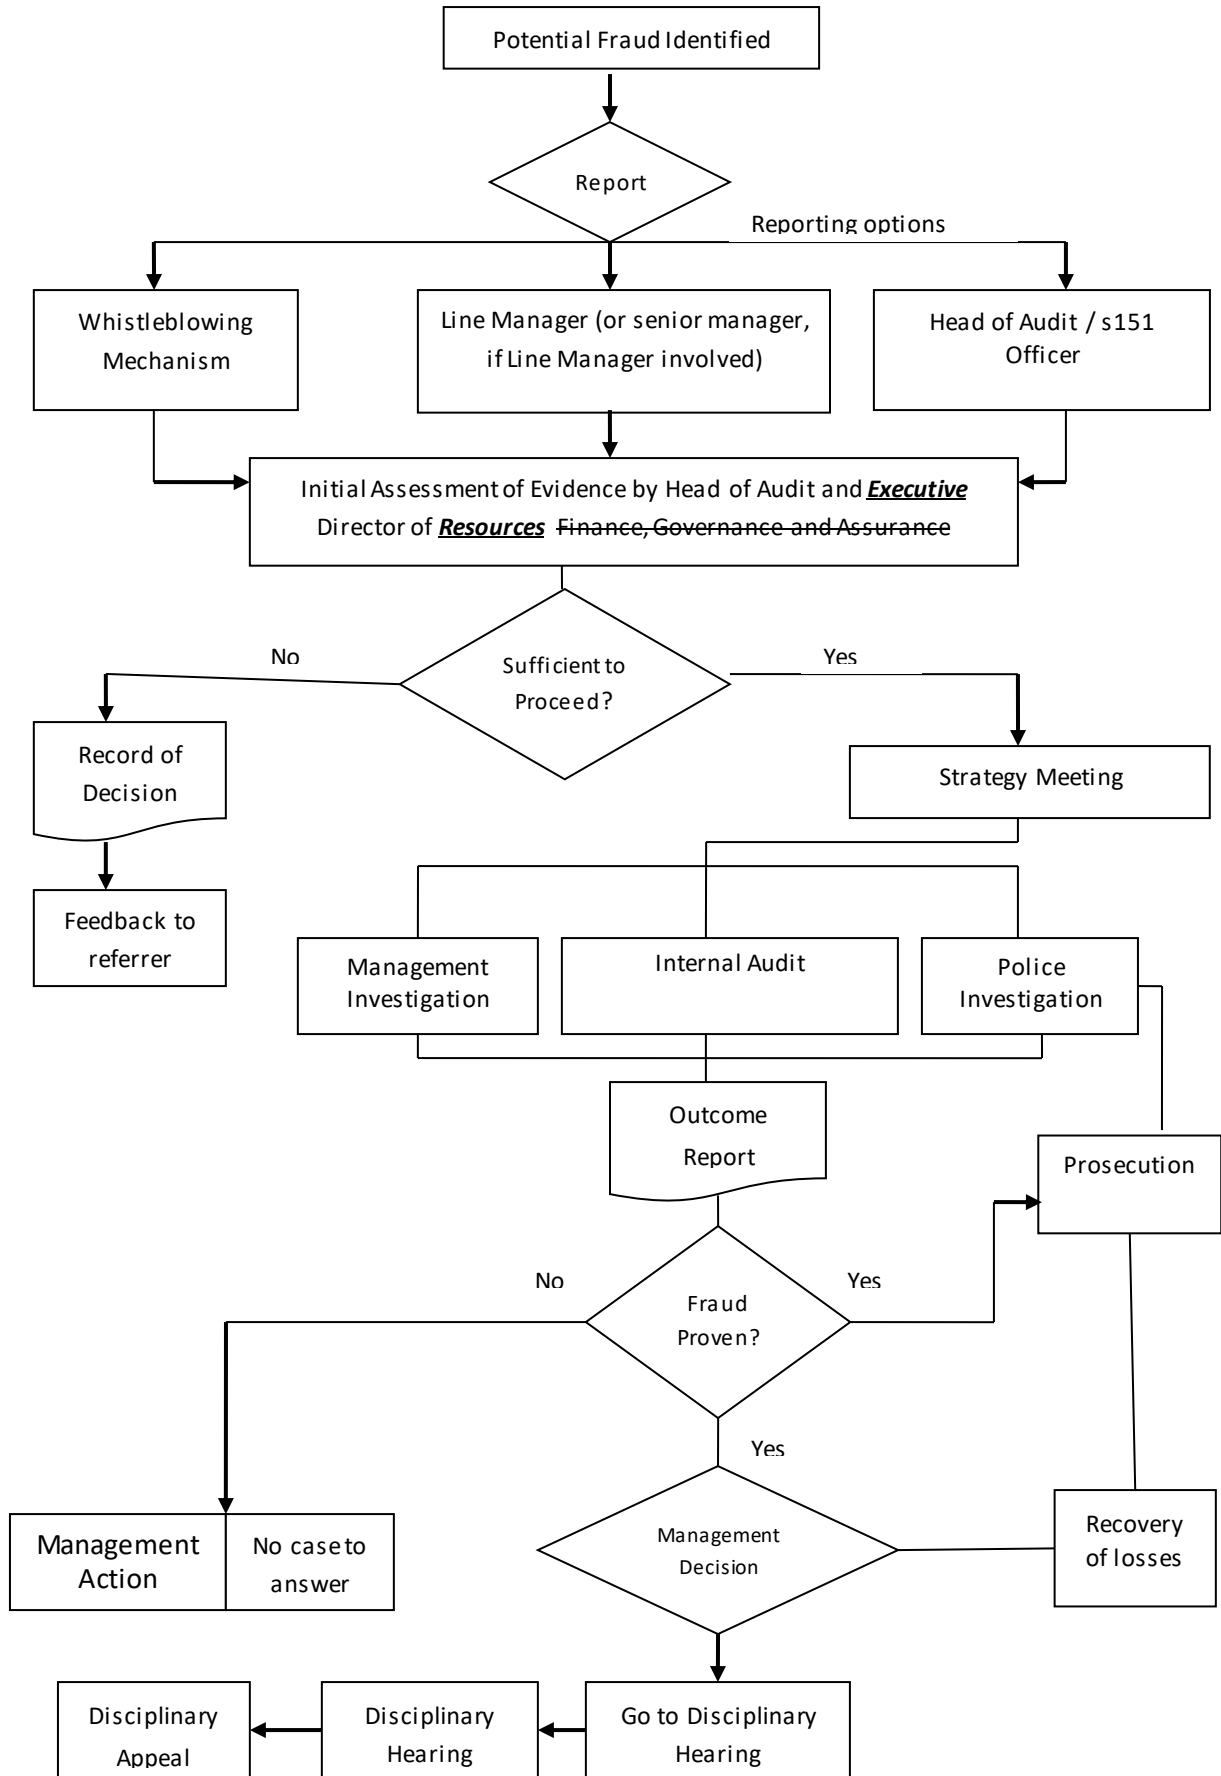 Potential Fraud Identified
Report
Reporting options
Whistleblowing
Mechanism
Line Manager (or senior manager,
if Line Manager involved)
Head of Audit / s151
Officer
Initial Assessment of Evidence by Head of Audit and Executive
Director of Resources Finance, Governance and Assurance
No
Sufficient to
Proceed?
Yes
Record of
Decision
Strategy Meeting
Feedback to
referrer
Management
Investigation
Internal Audit
Police
Investigation
Outcome
Report
Prosecution
No
Fraud
Proven?
Yes
Yes
Management
Action
No case to
answer
Management
Decision
Recovery
of losses
Disciplinary
Appeal
Disciplinary
Hearing
Go to Disciplinary
Hearing